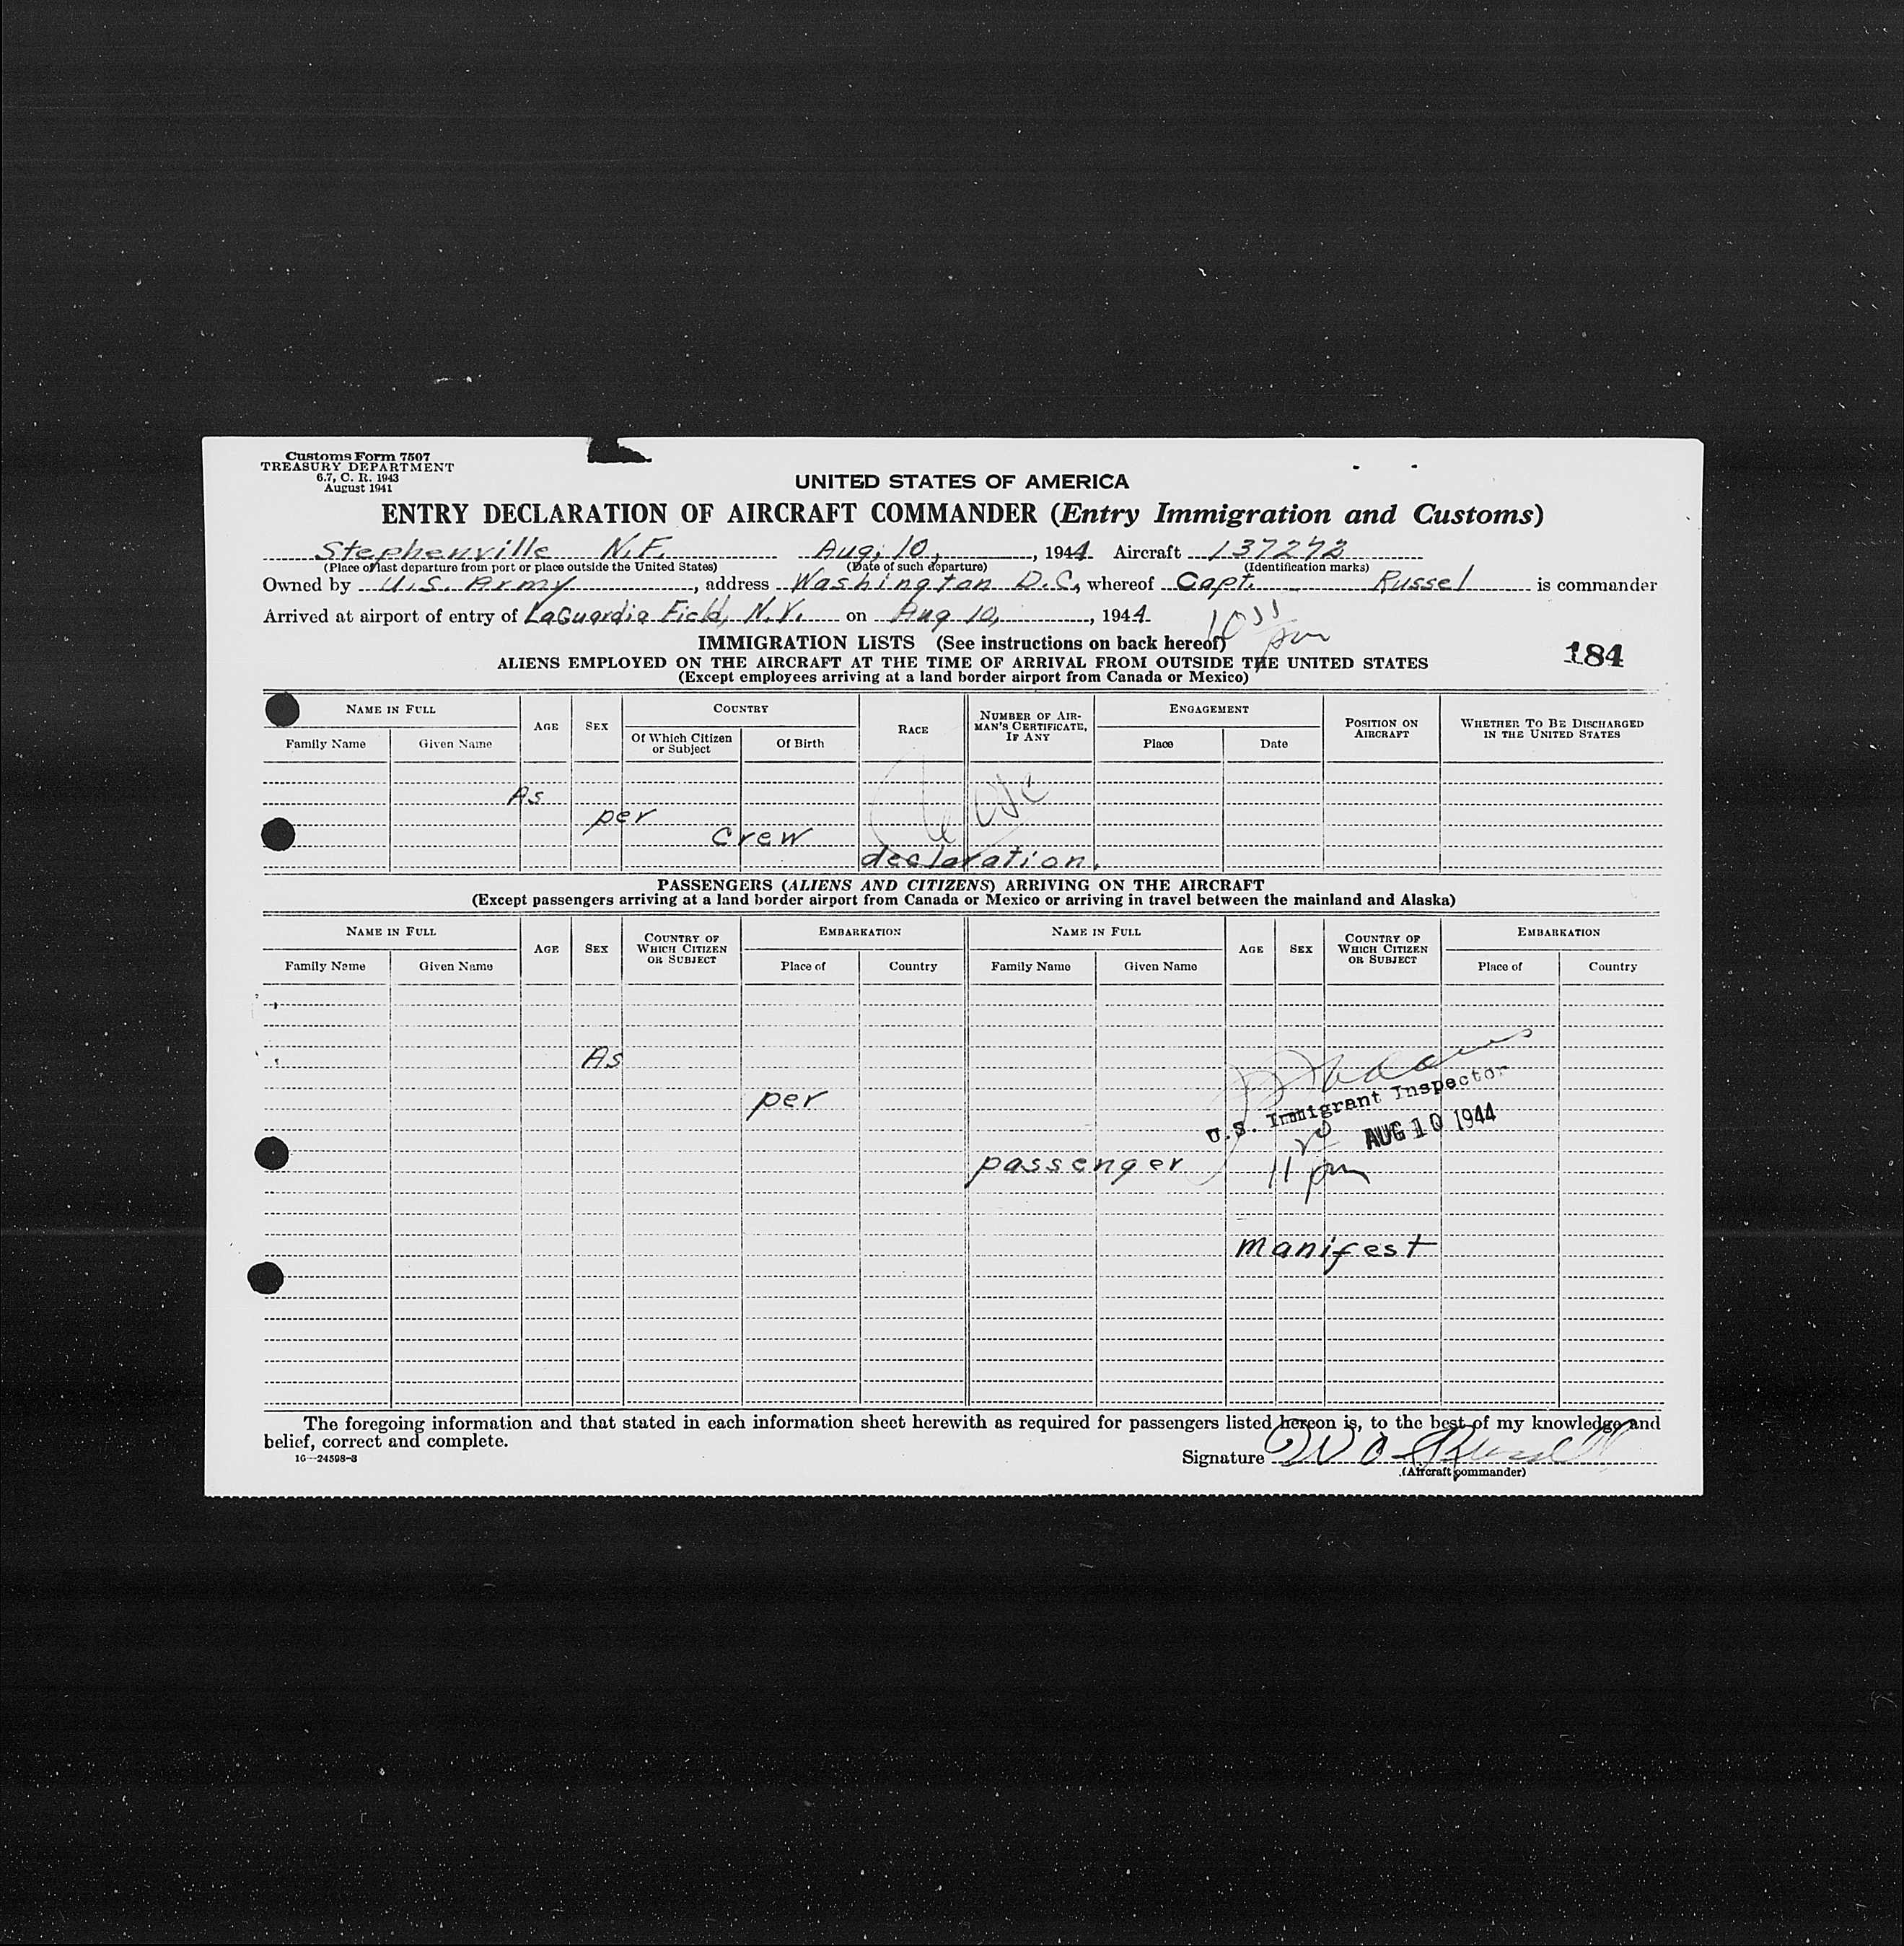 Customs Form 7507
TREASURY DEPARTMENT
6.7, C. R. 1943
August 1941
UNITED STATES OF AMERICA
ENTRY DECLARATION OF AIRCRAFT COMMANDER (Entry Immigration and Customs)
Stephenville N.F. Aug. 10, , 1944 Aircraft 137272
(Place of last departure from port or place outside the United States) (Date of such departure) (Identification marks)
Owned by U.S. Army , address Washington D.C., whereof Capt. Russel is commander
Arrived at airport of entry of LaGuardia Field, N.Y. on Aug 10, , 1944
10 55 pm
IMMIGRATION LISTS (See instructions on back hereof)
184
ALIENS EMPLOYED ON THE AIRCRAFT AT THE TIME OF ARRIVAL FROM OUTSIDE THE UNITED STATES
(Except employees arriving at a land border airport from Canada or Mexico)
NAME IN FULL AGE SEX COUNTRY RACE NUMBER OF AIRMAN'S CERTIFICATE, IF ANY ENGAGEMENT POSITION ON AIRCRAFT WHETHER TO BE DISCHARGED IN THE UNITED STATES
Family Name Given Name Of Which Citizen or Subject Of Birth Place Date
As
per
crew
declaration.
PASSENGERS (ALIENS AND CITIZENS) ARRIVING ON THE AIRCRAFT
(Except passengers arriving at a land border airport from Canada or Mexico or arriving in travel between the mainland and Alaska)
NAME IN FULL AGE SEX COUNTRY OF WHICH CITIZEN OR SUBJECT EMBARKATION NAME IN FULL AGE SEX COUNTRY OF WHICH CITIZEN OR SUBJECT EMBARKATION
Family Name Given Name Place of Country Family Name Given Name Place of Country
As
per
U.S. Immigrant Inspector
AUG 10 1944
passenger
11 pm
manifest
The foregoing information and that stated in each information sheet herewith as required for passengers listed hereon is, to the best of my knowledge and
belief, correct and complete.
Signature
16—24598-3
(Aircraft commander)